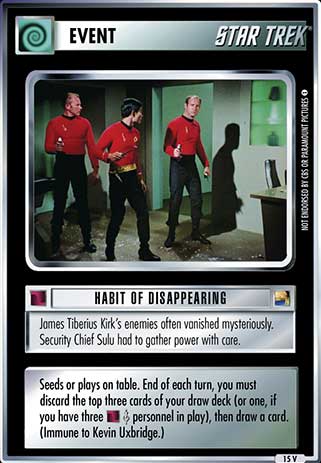 EVENT
STAR TREK
NOT ENDORSED BY CBS OR PARAMOUNT PICTURES
HABIT OF DISAPPEARING
James Tiberius Kirk's enemies often vanished mysteriously.
Security Chief Sulu had to gather power with care.
Seeds or plays on table. End of each turn, you must
discard the top three cards of your draw deck (or one, if
you have three personnel in play), then draw a card.
(Immune to Kevin Uxbridge.)
15 V